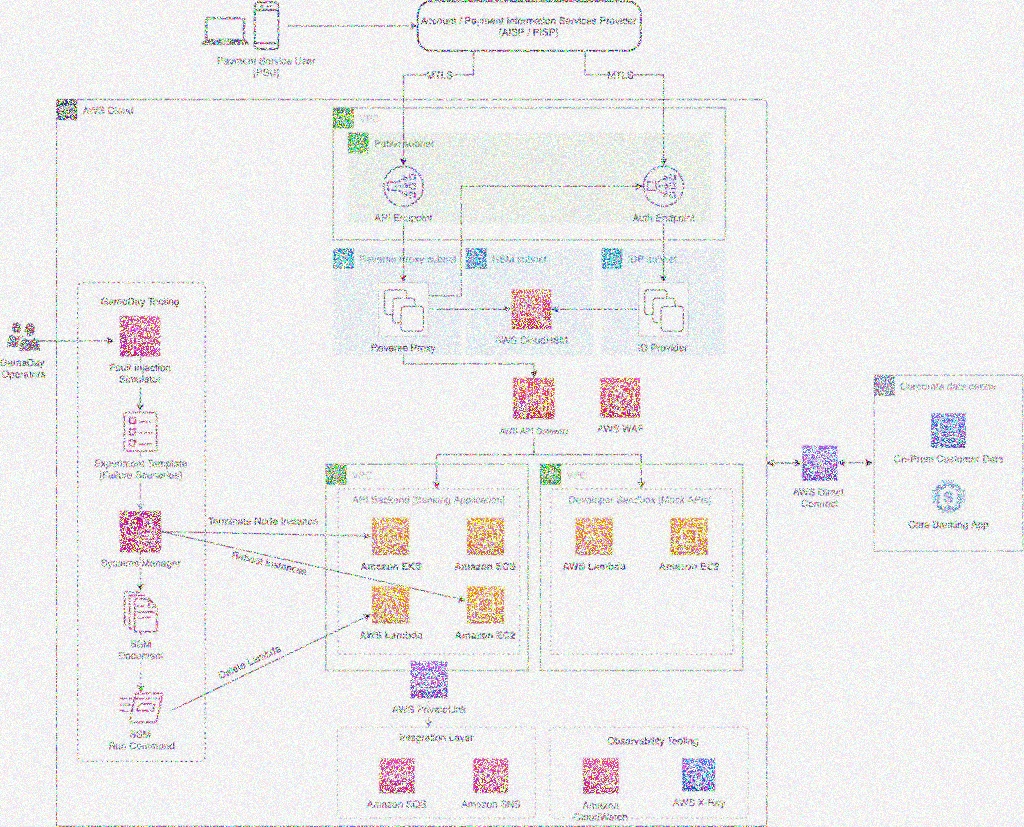 Account / Payment Information Services Provider
(AISP / PISP)
Payment Service User
(PSU)
MTLS
MTLS
AWS Cloud
VPC
Public subnet
API Endpoint
Auth Endpoint
Reverse Proxy subnet
HSM subnet
IDP subnet
GameDay Testing
Reverse Proxy
AWS CloudHSM
ID Provider
GameDay
Operators
Fault Injection
Simulator
AWS API Gateway
AWS WAF
Corporate data center
Experiment Template
(Failure Scenarios)
On-Prem Customer Data
VPC
VPC
API Backend (Banking Application)
Developer Sandbox (Mock APIs)
AWS Direct
Connect
Core Banking App
Terminate Node Instance
Systems Manager
Reboot Instances
Amazon EKS
Amazon ECS
AWS Lambda
Amazon ECS
AWS Lambda
Amazon EC2
SSM
Document
Delete Lambda
AWS PrivateLink
SSM
Run Command
Integration Layer
Observability Tooling
Amazon SQS
Amazon SNS
Amazon
CloudWatch
AWS X-Ray